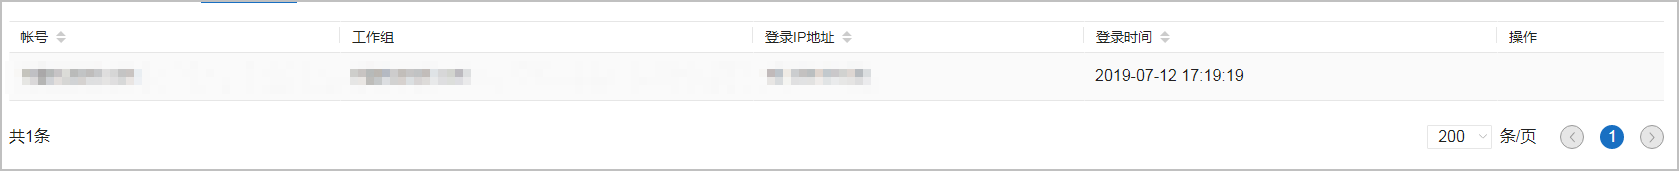 帐号 工作组 登录IP地址 登录时间 操作
2019-07-12 17:19:19
共1条 200 条/页 1